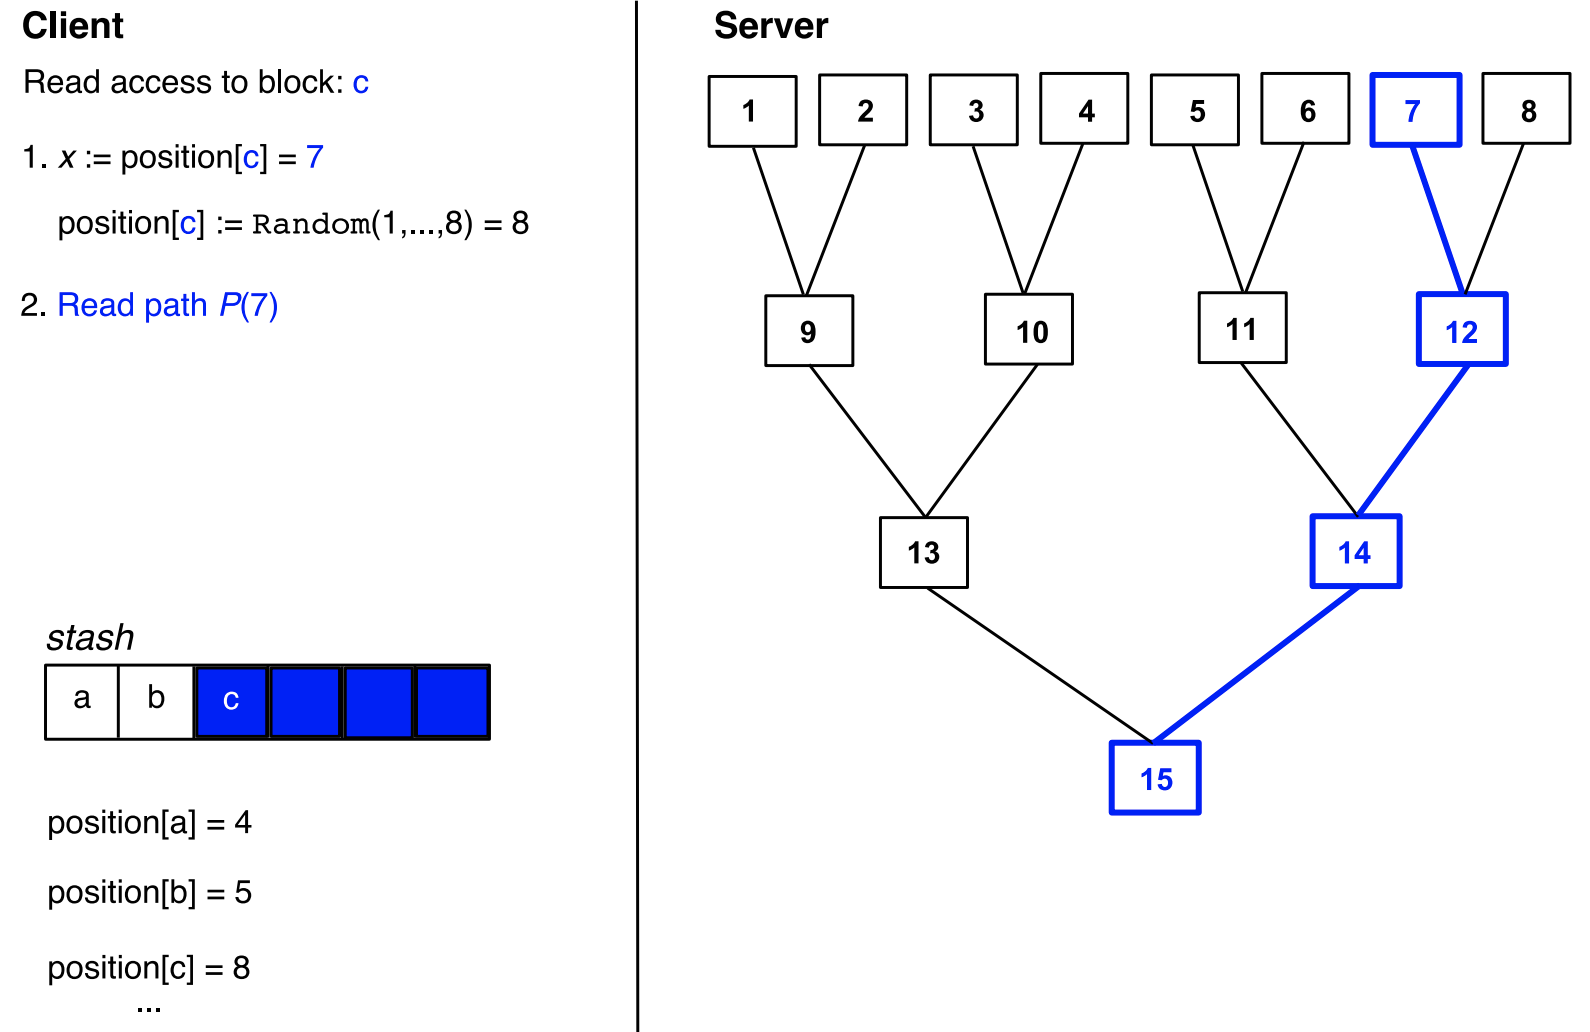 Client
Read access to block: c
1. x := position[c] = 7
position[c] := Random(1,...,8) = 8
2. Read path P(7)
stash
a b c
position[a] = 4
position[b] = 5
position[c] = 8
...
Server
1 2 3 4 5 6 7 8
9 10 11 12
13 14
15